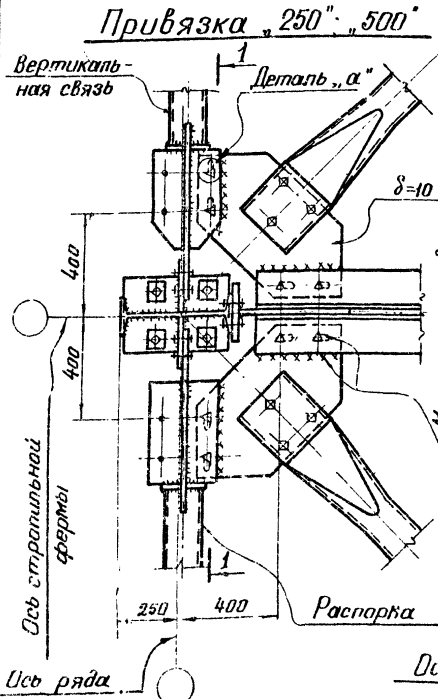 Привязка „250"; „500"
1
Вертикаль-
ная связь
Деталь „а"
δ=10
400
400
Ось стропильной
фермы
1
250
400
Распорка
Ось ряда